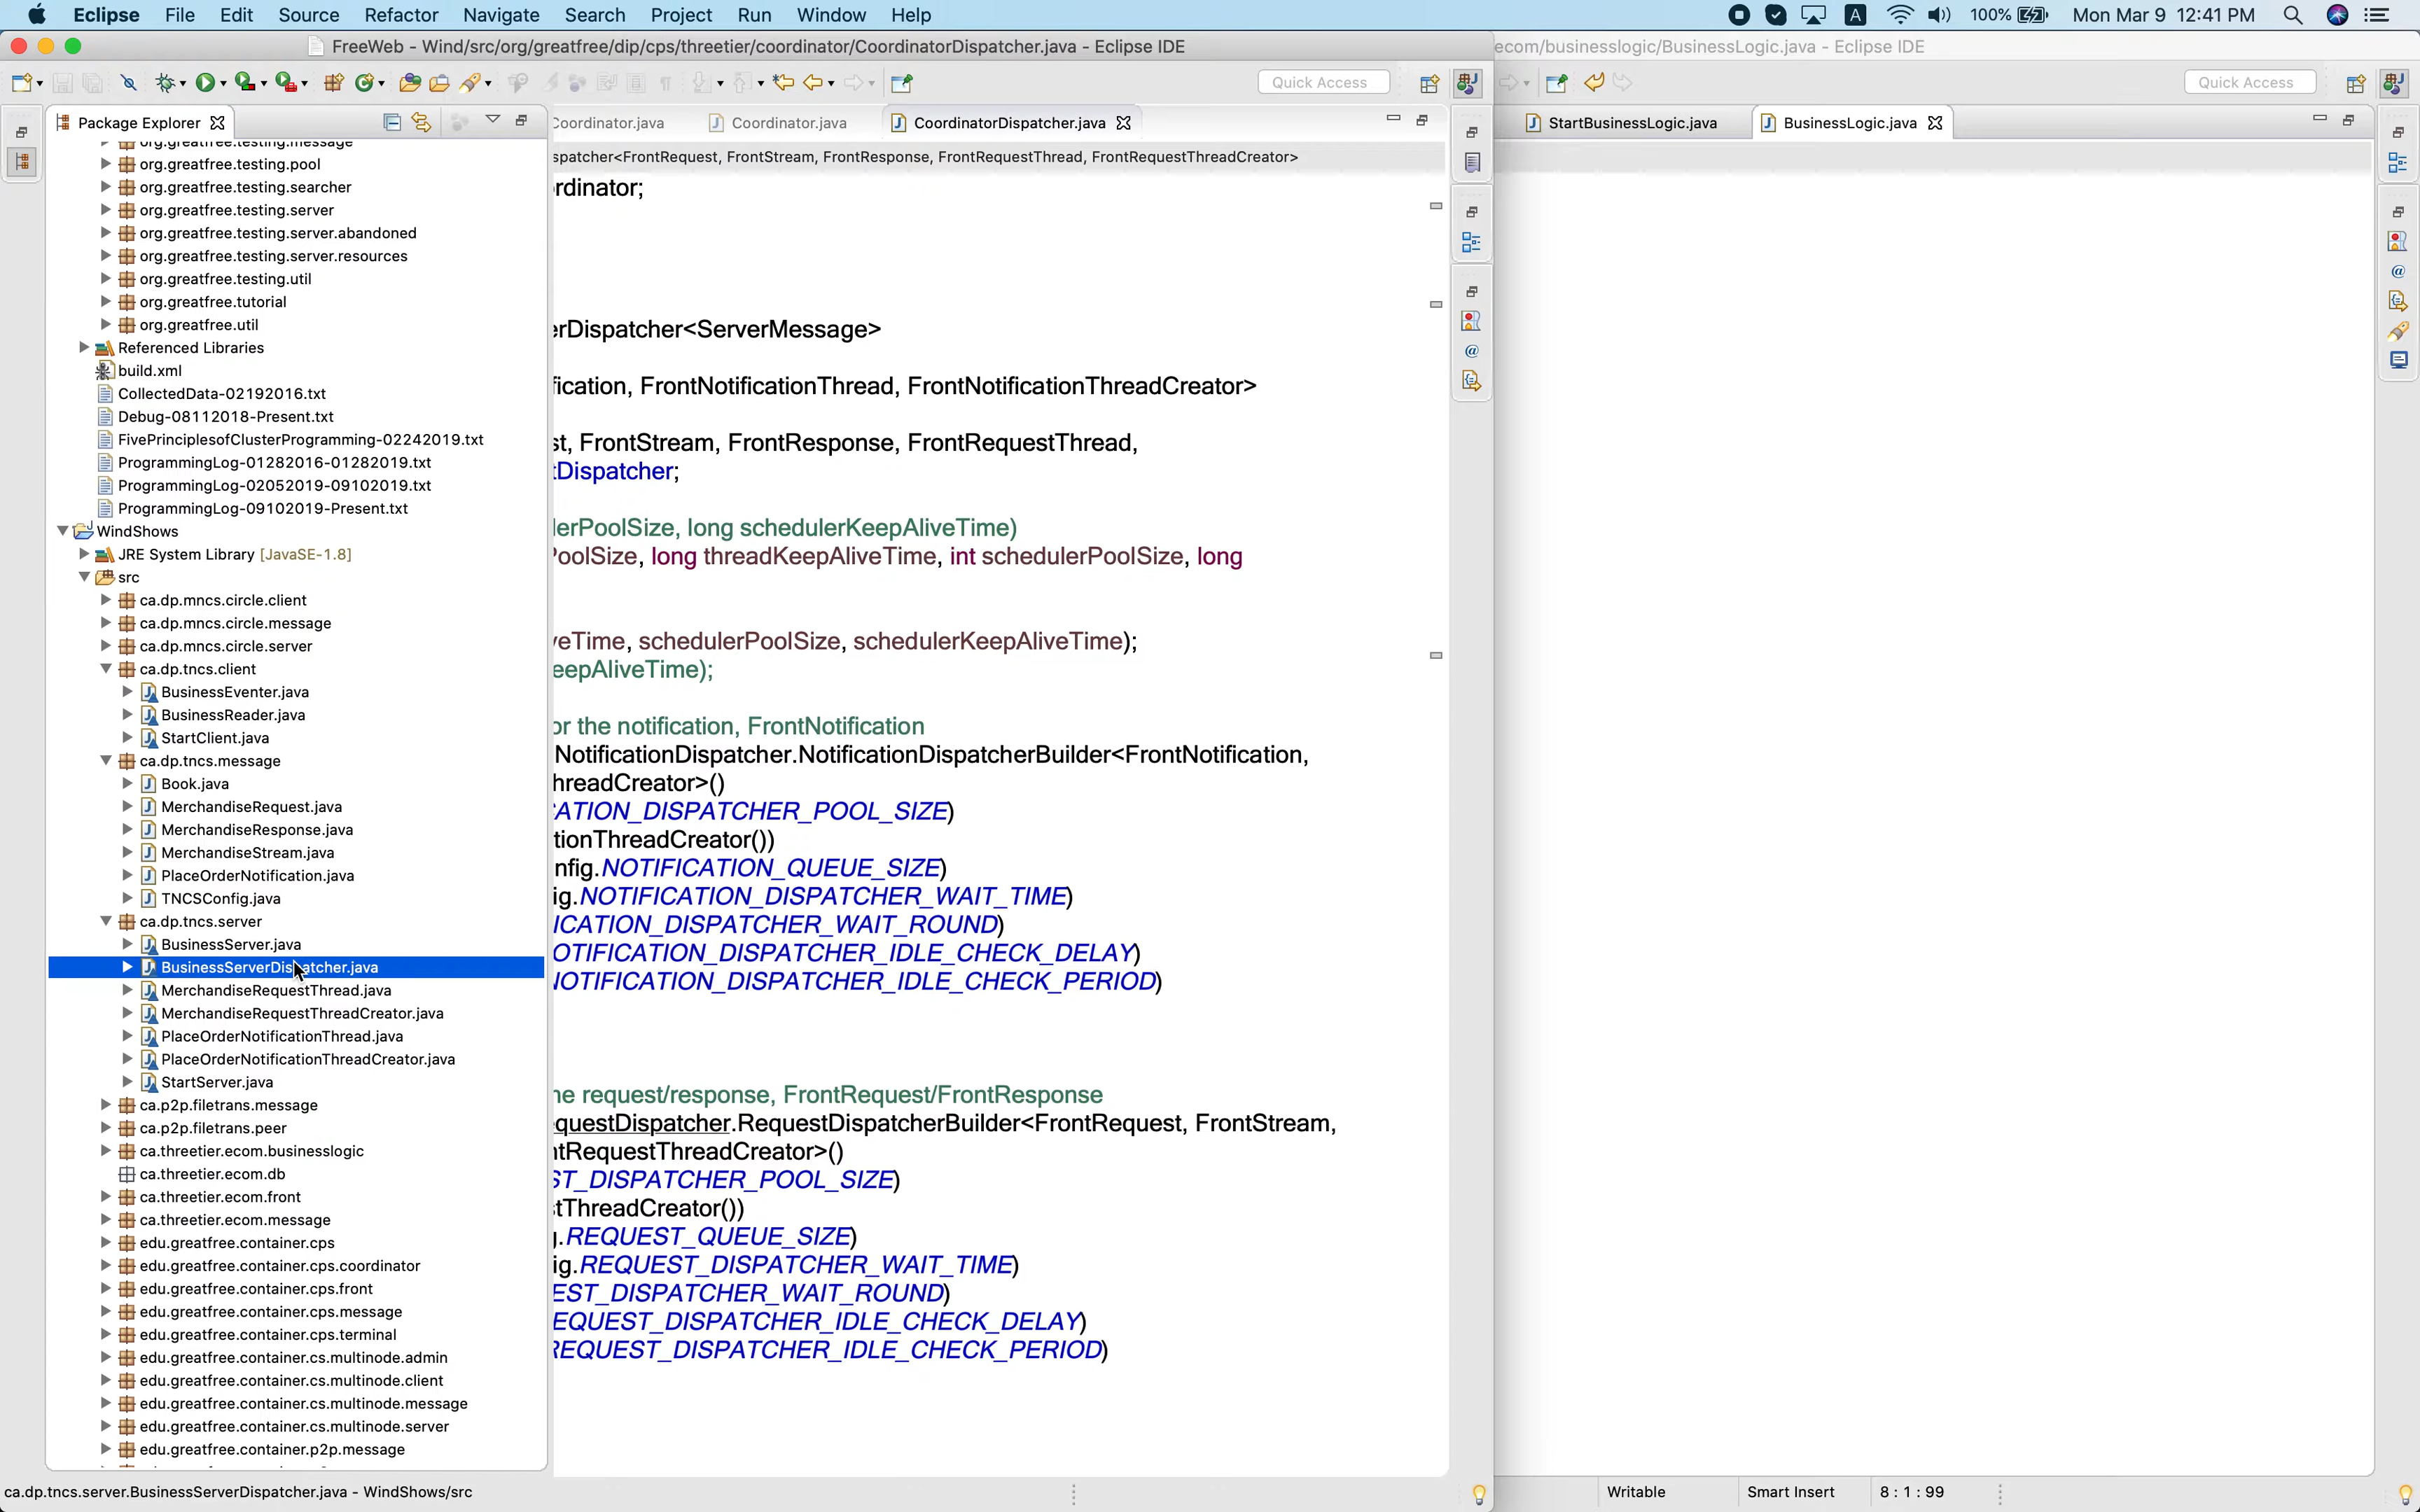 Eclipse File Edit Source Refactor Navigate Search Project Run Window Help
A 100% Mon Mar 9 12:41 PM
FreeWeb - Wind/src/org/greatfree/dip/cps/threetier/coordinator/CoordinatorDispatcher.java - Eclipse IDE
ecom/businesslogic/BusinessLogic.java - Eclipse IDE
Quick Access
Quick Access
Package Explorer
Coordinator.java Coordinator.java CoordinatorDispatcher.java
StartBusinessLogic.java BusinessLogic.java
org.greatfree.testing.message
org.greatfree.testing.pool
org.greatfree.testing.searcher
org.greatfree.testing.server
org.greatfree.testing.server.abandoned
org.greatfree.testing.server.resources
org.greatfree.testing.util
org.greatfree.tutorial
org.greatfree.util
Referenced Libraries
build.xml
CollectedData-02192016.txt
Debug-08112018-Present.txt
FivePrinciplesofClusterProgramming-02242019.txt
ProgrammingLog-01282016-01282019.txt
ProgrammingLog-02052019-09102019.txt
ProgrammingLog-09102019-Present.txt
WindShows
JRE System Library [JavaSE-1.8]
src
ca.dp.mncs.circle.client
ca.dp.mncs.circle.message
ca.dp.mncs.circle.server
ca.dp.tncs.client
BusinessEventer.java
BusinessReader.java
StartClient.java
ca.dp.tncs.message
Book.java
MerchandiseRequest.java
MerchandiseResponse.java
MerchandiseStream.java
PlaceOrderNotification.java
TNCSConfig.java
ca.dp.tncs.server
BusinessServer.java
BusinessServerDispatcher.java
MerchandiseRequestThread.java
MerchandiseRequestThreadCreator.java
PlaceOrderNotificationThread.java
PlaceOrderNotificationThreadCreator.java
StartServer.java
ca.p2p.filetrans.message
ca.p2p.filetrans.peer
ca.threetier.ecom.businesslogic
ca.threetier.ecom.db
ca.threetier.ecom.front
ca.threetier.ecom.message
edu.greatfree.container.cps
edu.greatfree.container.cps.coordinator
edu.greatfree.container.cps.front
edu.greatfree.container.cps.message
edu.greatfree.container.cps.terminal
edu.greatfree.container.cs.multinode.admin
edu.greatfree.container.cs.multinode.client
edu.greatfree.container.cs.multinode.message
edu.greatfree.container.cs.multinode.server
edu.greatfree.container.p2p.message
spatcher<FrontRequest, FrontStream, FrontResponse, FrontRequestThread, FrontRequestThreadCreator>
rdinator;
erDispatcher<ServerMessage>
fication, FrontNotificationThread, FrontNotificationThreadCreator>
st, FrontStream, FrontResponse, FrontRequestThread,
tDispatcher;
lerPoolSize, long schedulerKeepAliveTime)
PoolSize, long threadKeepAliveTime, int schedulerPoolSize, long
veTime, schedulerPoolSize, schedulerKeepAliveTime);
eepAliveTime);
or the notification, FrontNotification
NotificationDispatcher.NotificationDispatcherBuilder<FrontNotification,
hreadCreator>()
CATION_DISPATCHER_POOL_SIZE)
tionThreadCreator())
nfig.NOTIFICATION_QUEUE_SIZE)
ig.NOTIFICATION_DISPATCHER_WAIT_TIME)
ICATION_DISPATCHER_WAIT_ROUND)
OTIFICATION_DISPATCHER_IDLE_CHECK_DELAY)
NOTIFICATION_DISPATCHER_IDLE_CHECK_PERIOD)
he request/response, FrontRequest/FrontResponse
equestDispatcher.RequestDispatcherBuilder<FrontRequest, FrontStream,
ntRequestThreadCreator>()
ST_DISPATCHER_POOL_SIZE)
stThreadCreator())
g.REQUEST_QUEUE_SIZE)
ig.REQUEST_DISPATCHER_WAIT_TIME)
EST_DISPATCHER_WAIT_ROUND)
EQUEST_DISPATCHER_IDLE_CHECK_DELAY)
REQUEST_DISPATCHER_IDLE_CHECK_PERIOD)
ca.dp.tncs.server.BusinessServerDispatcher.java - WindShows/src
Writable Smart Insert 8 : 1 : 99